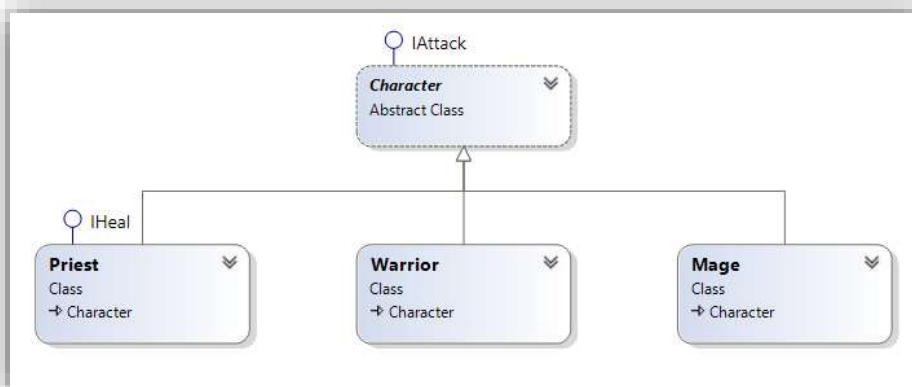 IAttack
Character
Abstract Class
IHeal
Priest
Class
Character
Warrior
Class
Character
Mage
Class
Character